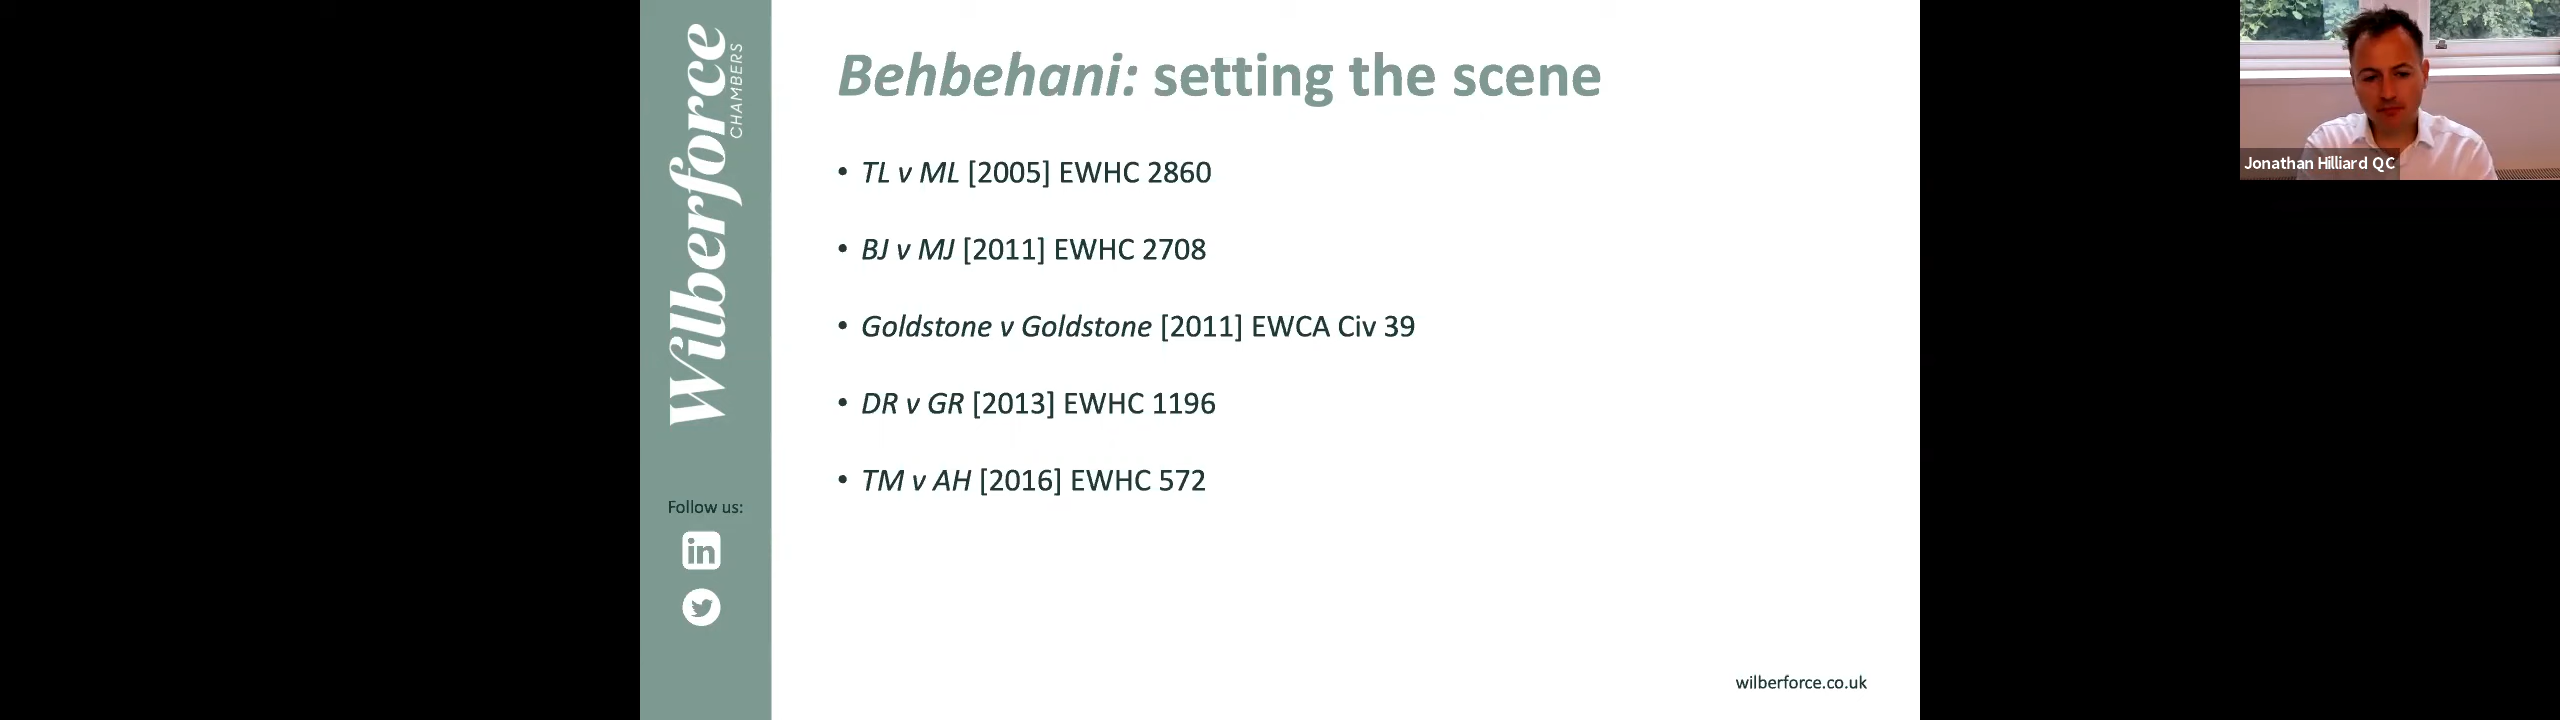 Wilberforce
CHAMBERS
Follow us:
in
Behbehani: setting the scene
• TL v ML [2005] EWHC 2860
• BJ v MJ [2011] EWHC 2708
• Goldstone v Goldstone [2011] EWCA Civ 39
• DR v GR [2013] EWHC 1196
• TM v AH [2016] EWHC 572
wilberforce.co.uk
Jonathan Hilliard QC